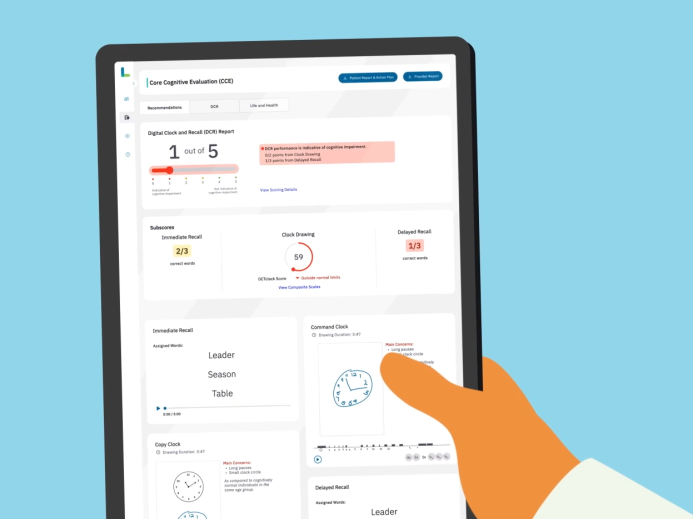 Core Cognitive Evaluation (CCE)
Patient Report & Action Plan
Provider Report
Recommendations
DCR
Life and Health
Digital Clock and Recall (DCR) Report
1 out of 5
0 1 2 3 4 5
Indicative of
cognitive impairment
Not indicative of
cognitive impairment
DCR performance is indicative of cognitive impairment.
0/2 points from Clock Drawing
1/3 points from Delayed Recall
View Scoring Details
Subscores
Immediate Recall
2/3
correct words
Clock Drawing
59
DCTclock Score
Outside normal limits
View Composite Scales
Delayed Recall
1/3
correct words
Immediate Recall
Assigned Words:
Leader
Season
Table
0:00 / 5:00
Command Clock
Drawing Duration: 3:47
Main Concerns:
Long pauses
clock circle
Copy Clock
Drawing Duration: 3:47
Main Concerns:
Long pauses
Small clock circle
As compared to cognitively
normal individuals in the
same age group.
Delayed Recall
Assigned Words:
Leader